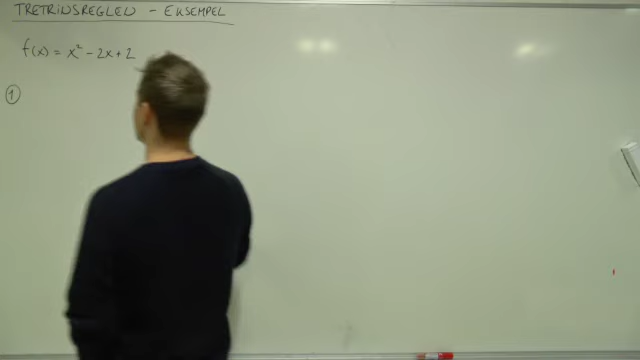 TRETRINSREGLEN - EKSEMPEL
f(x) = x² - 2x + 2
①